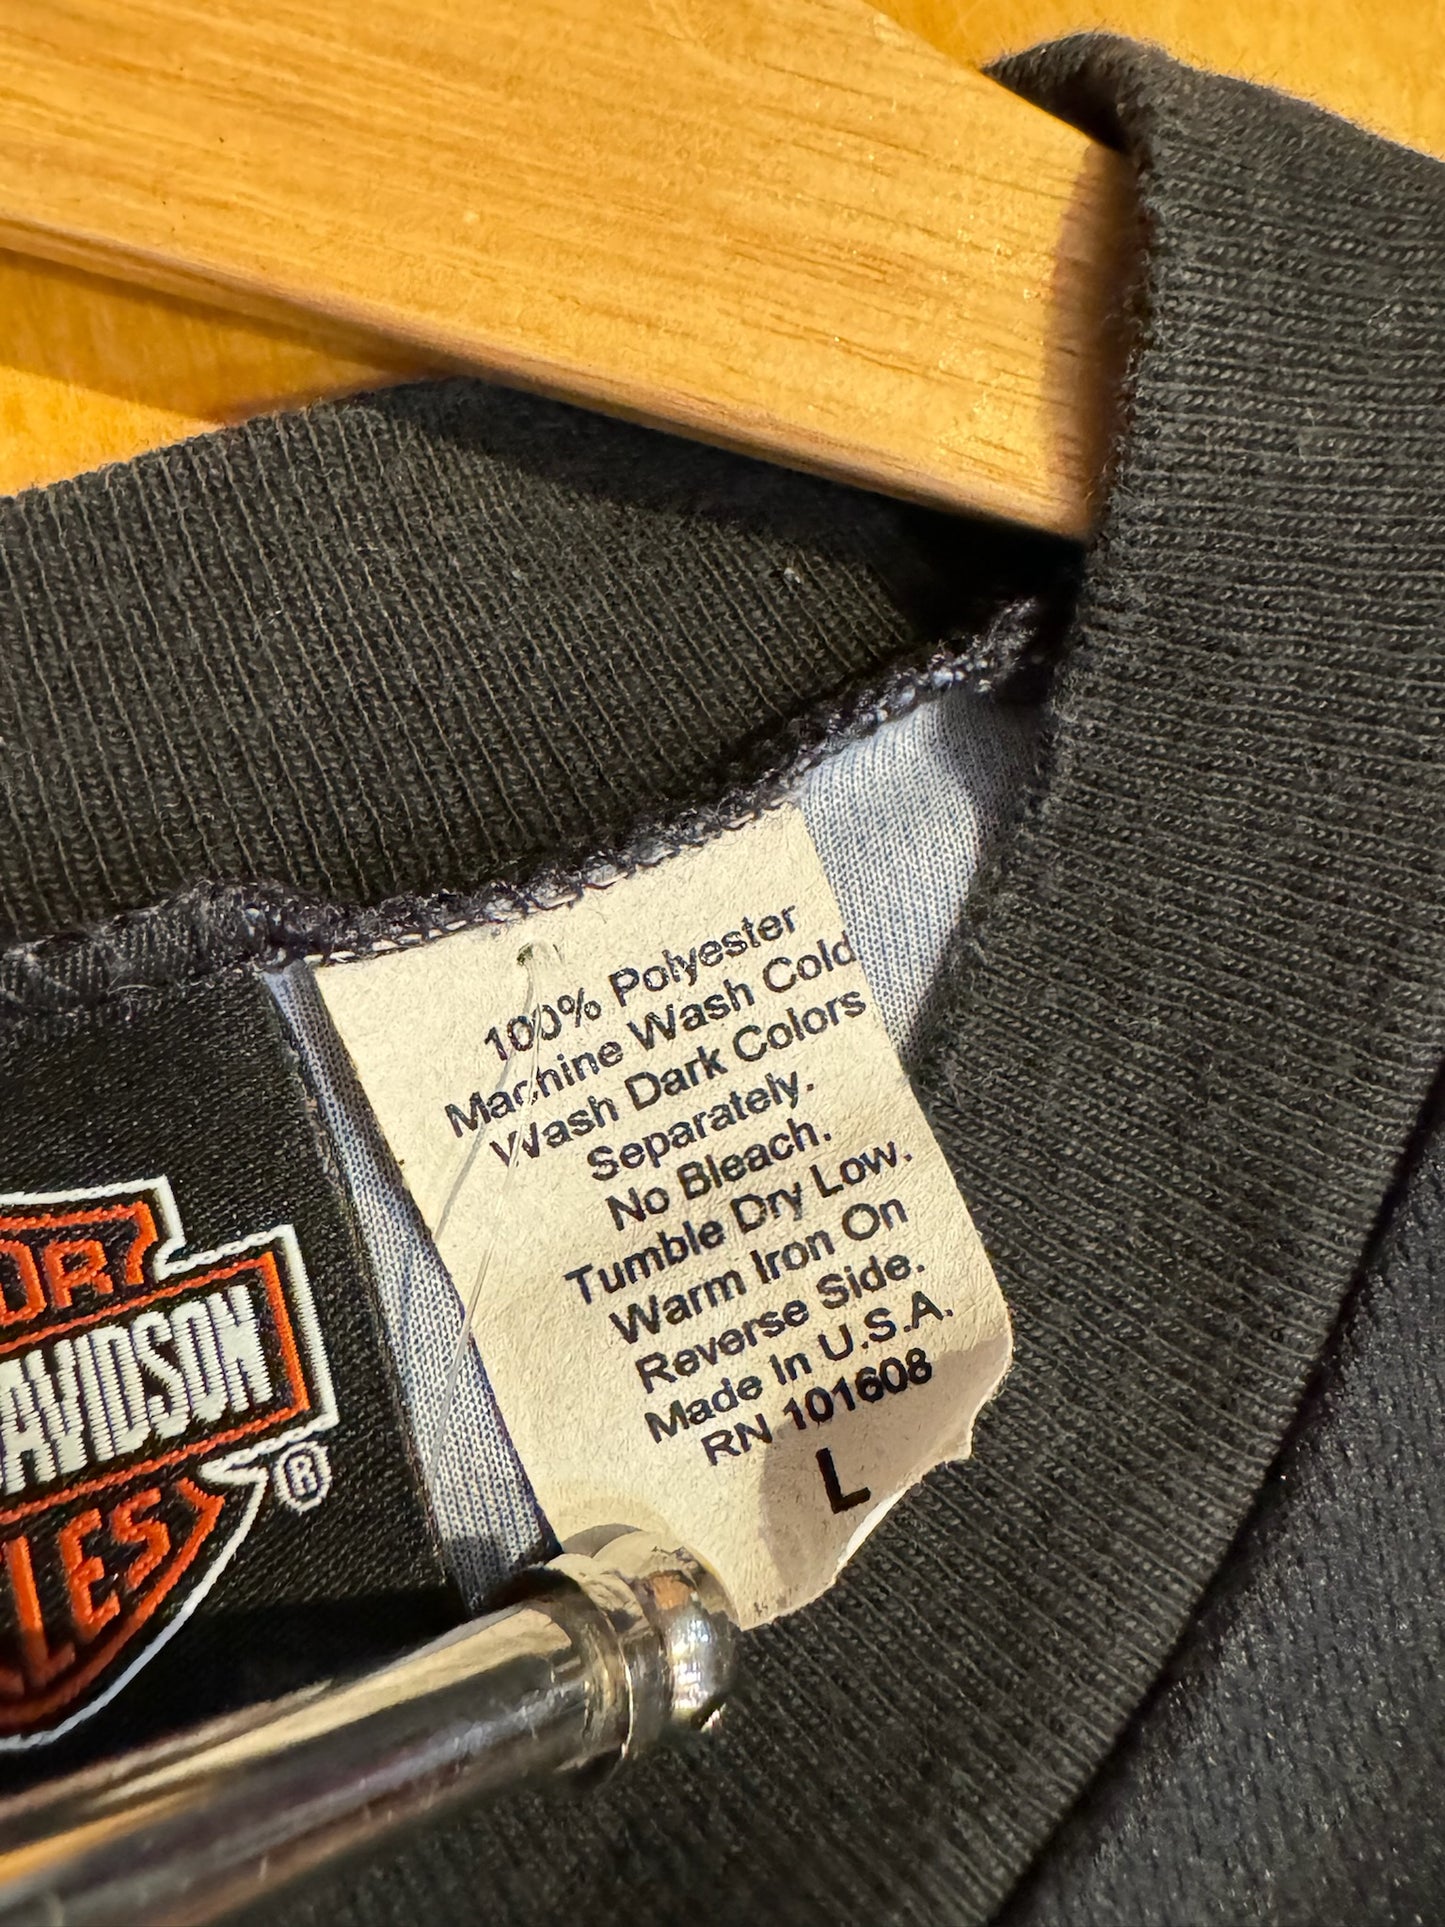 100% Polyester
Machine Wash Cold
Wash Dark Colors
Separately.
No Bleach.
Tumble Dry Low.
Warm Iron On
Reverse Side.
Made In U.S.A.
RN 101608
L
AVIDSON
®